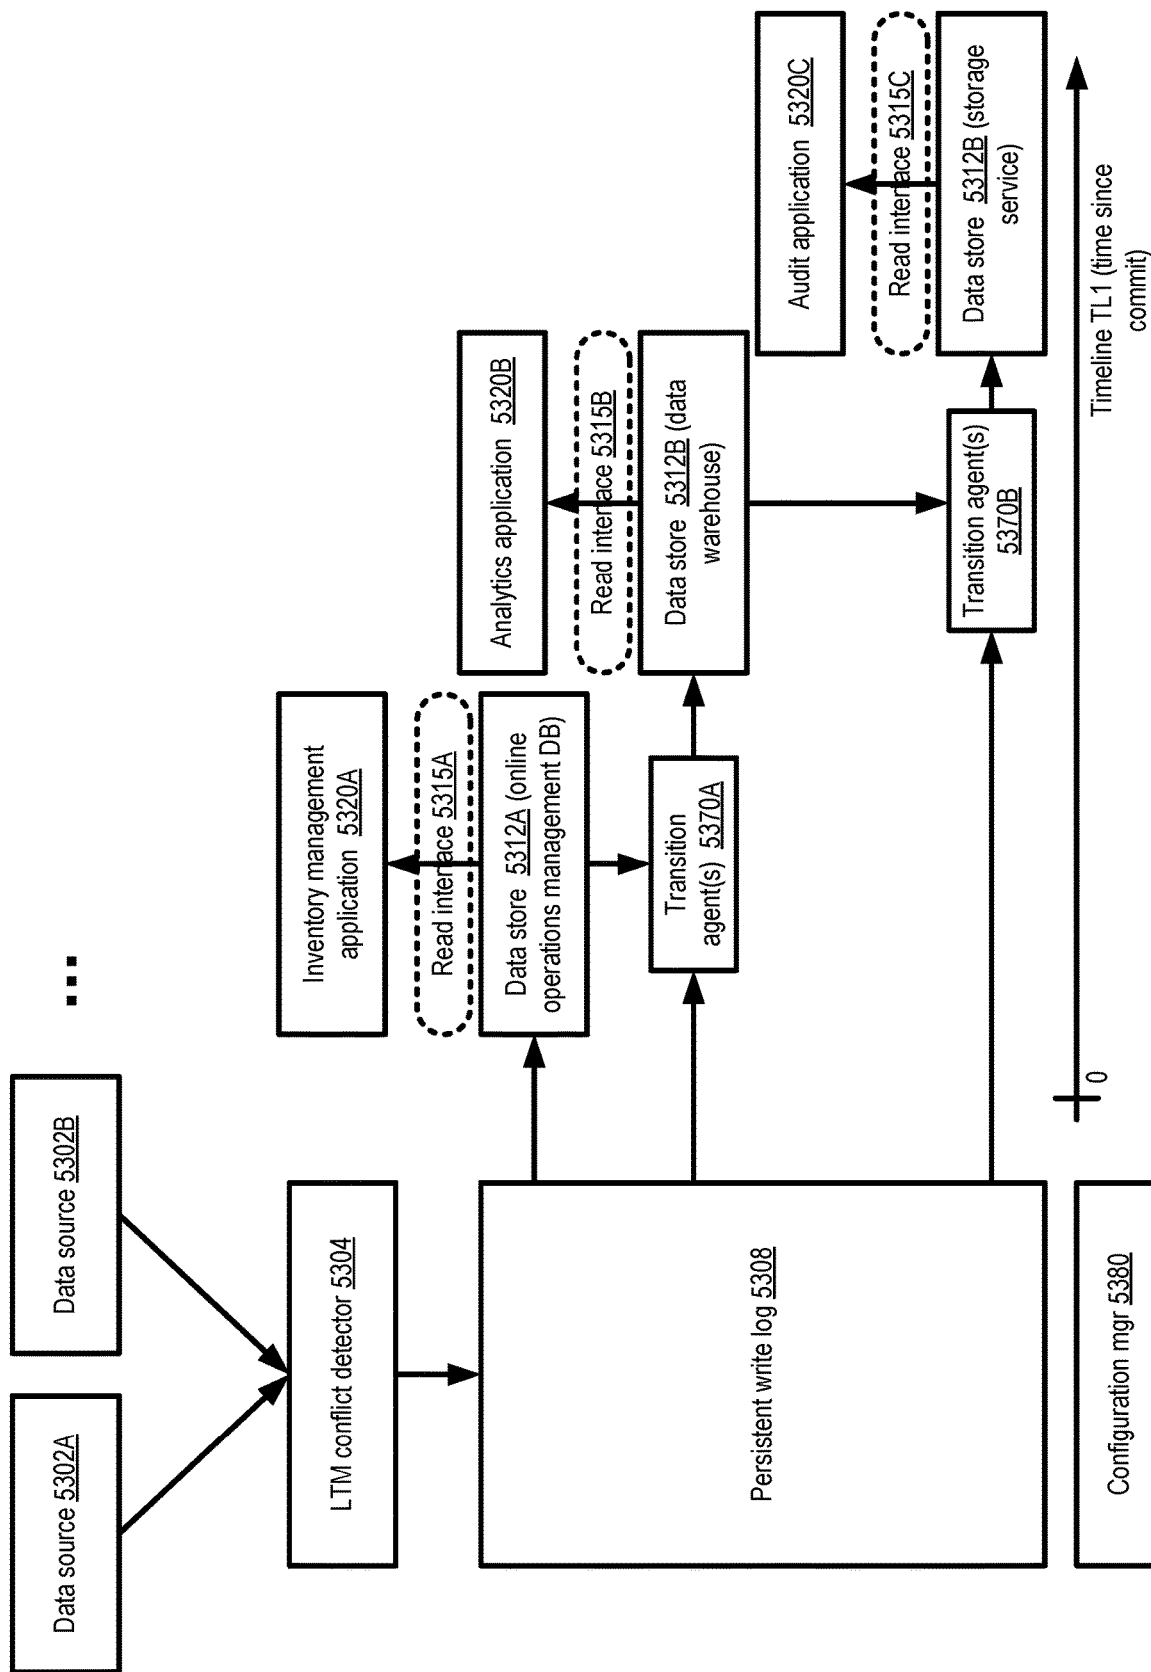 Data source 5302A
Data source 5302B
...
LTM conflict detector 5304
Inventory management
application 5320A
Read interface 5315A
Data store 5312A (online
operations management DB)
Analytics application 5320B
Read interface 5315B
Data store 5312B (data
warehouse)
Audit application 5320C
Read interface 5315C
Data store 5312B (storage
service)
Persistent write log 5308
Transition
agent(s) 5370A
Transition agent(s)
5370B
Configuration mgr 5380
0
Timeline TL1 (time since
commit)